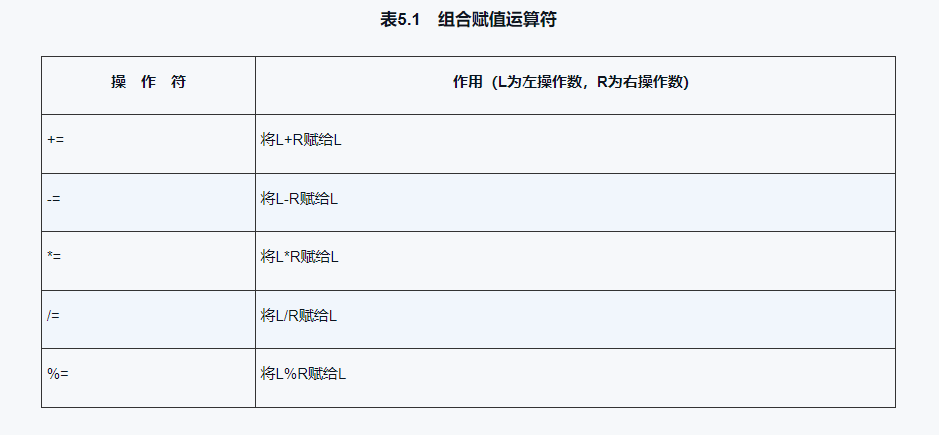 表5.1　组合赋值运算符
操　作　符
作用（L为左操作数，R为右操作数）
+=
将L+R赋给L
-=
将L-R赋给L
*=
将L*R赋给L
/=
将L/R赋给L
%=
将L%R赋给L